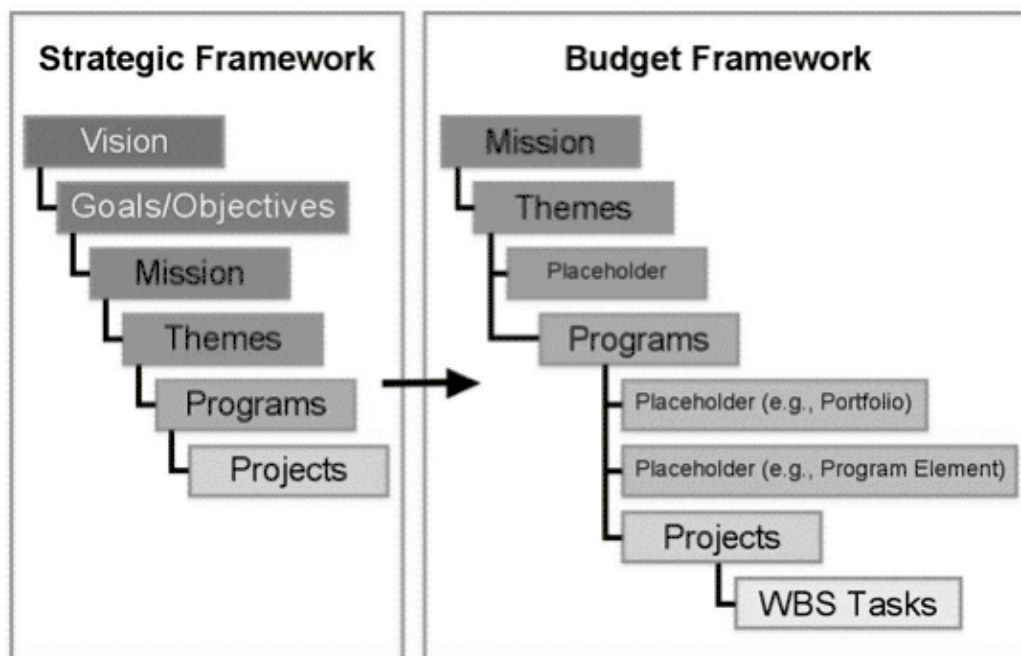 Strategic Framework
Vision
Goals/Objectives
Mission
Themes
Programs
Projects
Budget Framework
Mission
Themes
Placeholder
Programs
Placeholder (e.g., Portfolio)
Placeholder (e.g., Program Element)
Projects
WBS Tasks